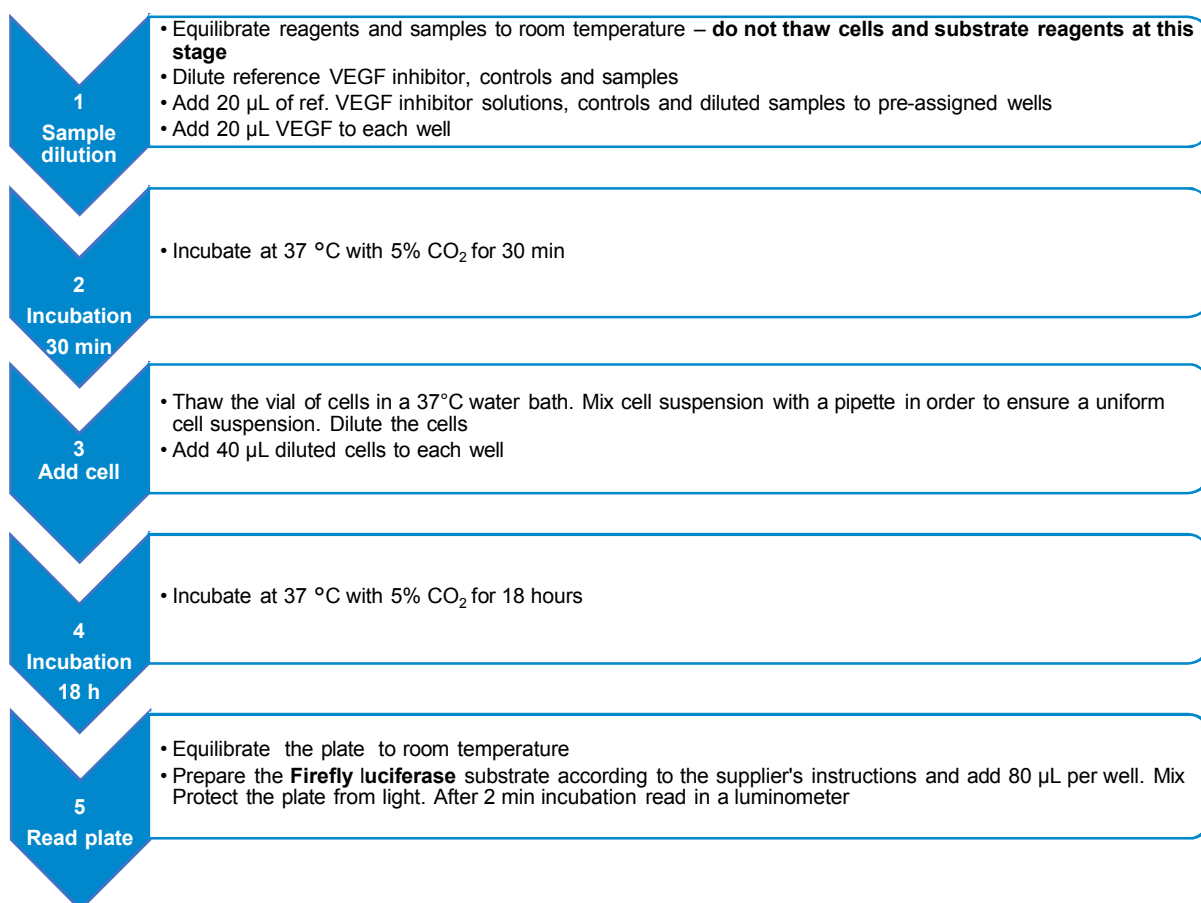 1
Sample
dilution
• Equilibrate reagents and samples to room temperature – do not thaw cells and substrate reagents at this
stage
• Dilute reference VEGF inhibitor, controls and samples
• Add 20 µL of ref. VEGF inhibitor solutions, controls and diluted samples to pre-assigned wells
• Add 20 µL VEGF to each well
2
Incubation
30 min
• Incubate at 37 °C with 5% CO₂ for 30 min
3
Add cell
• Thaw the vial of cells in a 37°C water bath. Mix cell suspension with a pipette in order to ensure a uniform
cell suspension. Dilute the cells
• Add 40 µL diluted cells to each well
4
Incubation
18 h
• Incubate at 37 °C with 5% CO₂ for 18 hours
5
Read plate
• Equilibrate the plate to room temperature
• Prepare the Firefly luciferase substrate according to the supplier's instructions and add 80 µL per well. Mix
Protect the plate from light. After 2 min incubation read in a luminometer